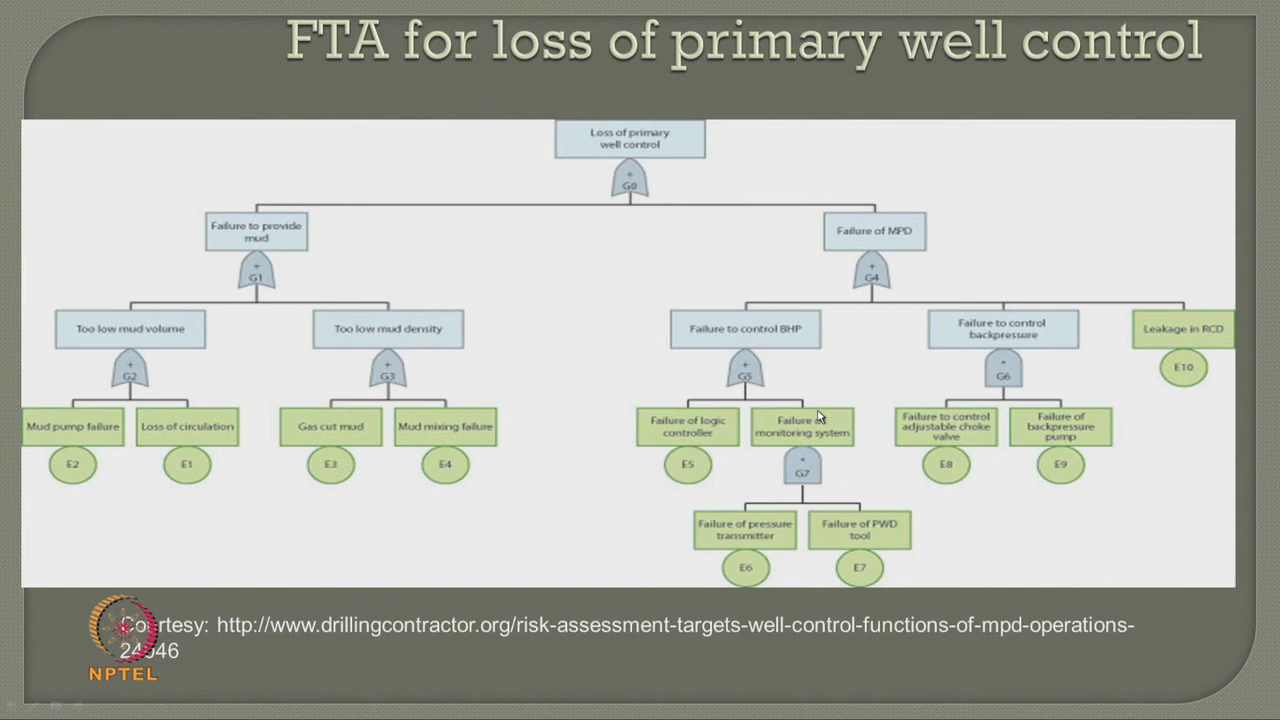 FTA for loss of primary well control
Loss of primary
well control
+
G0
Failure to provide
mud
Failure of MPD
+
G1
+
G4
Too low mud volume
Too low mud density
Failure to control BHP
Failure to control
backpressure
Leakage in RCD
+
G2
+
G3
+
G5
*
G6
E10
Mud pump failure
Loss of circulation
Gas cut mud
Mud mixing failure
Failure of logic
controller
Failure
monitoring system
Failure to control
adjustable choke
valve
Failure of
backpressure
pump
E2
E1
E3
E4
E5
*
G7
E8
E9
Failure of pressure
transmitter
Failure of PWD
tool
E6
E7
Courtesy: http://www.drillingcontractor.org/risk-assessment-targets-well-control-functions-of-mpd-operations-
NPTEL